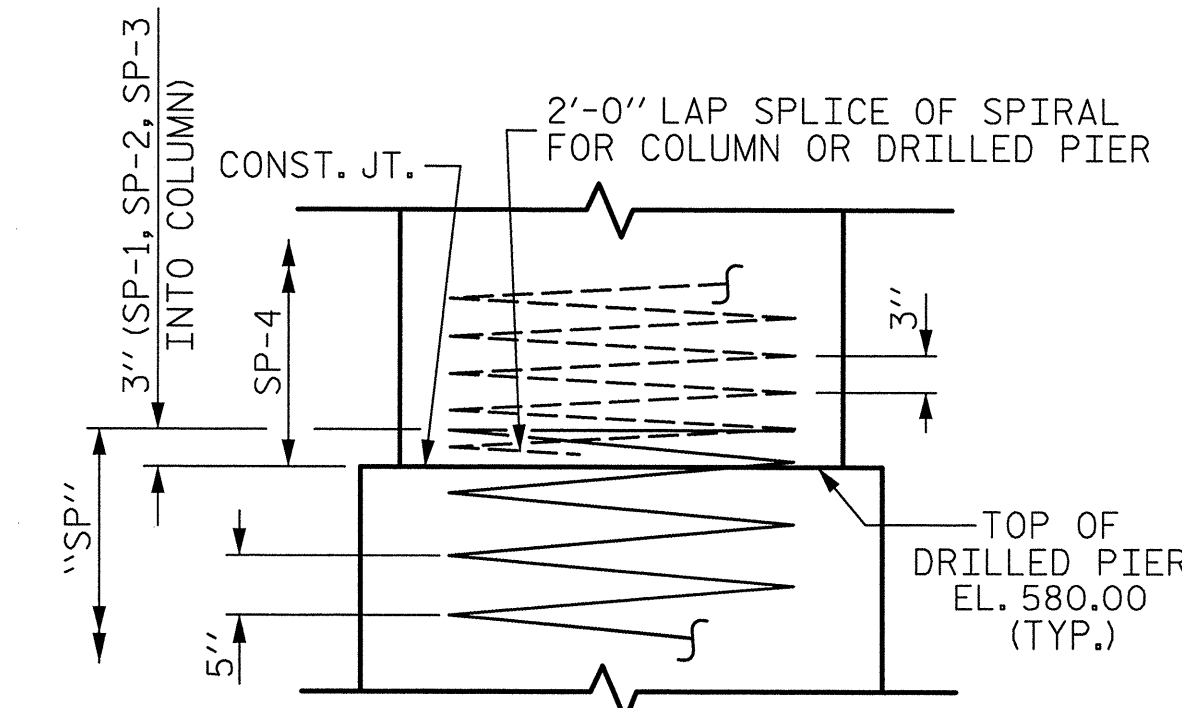 3" (SP-1, SP-2, SP-3
INTO COLUMN)
2'-0" LAP SPLICE OF SPIRAL
FOR COLUMN OR DRILLED PIER
CONST. JT.
SP-4
3"
"SP"
5"
TOP OF
DRILLED PIER
EL. 580.00
(TYP.)